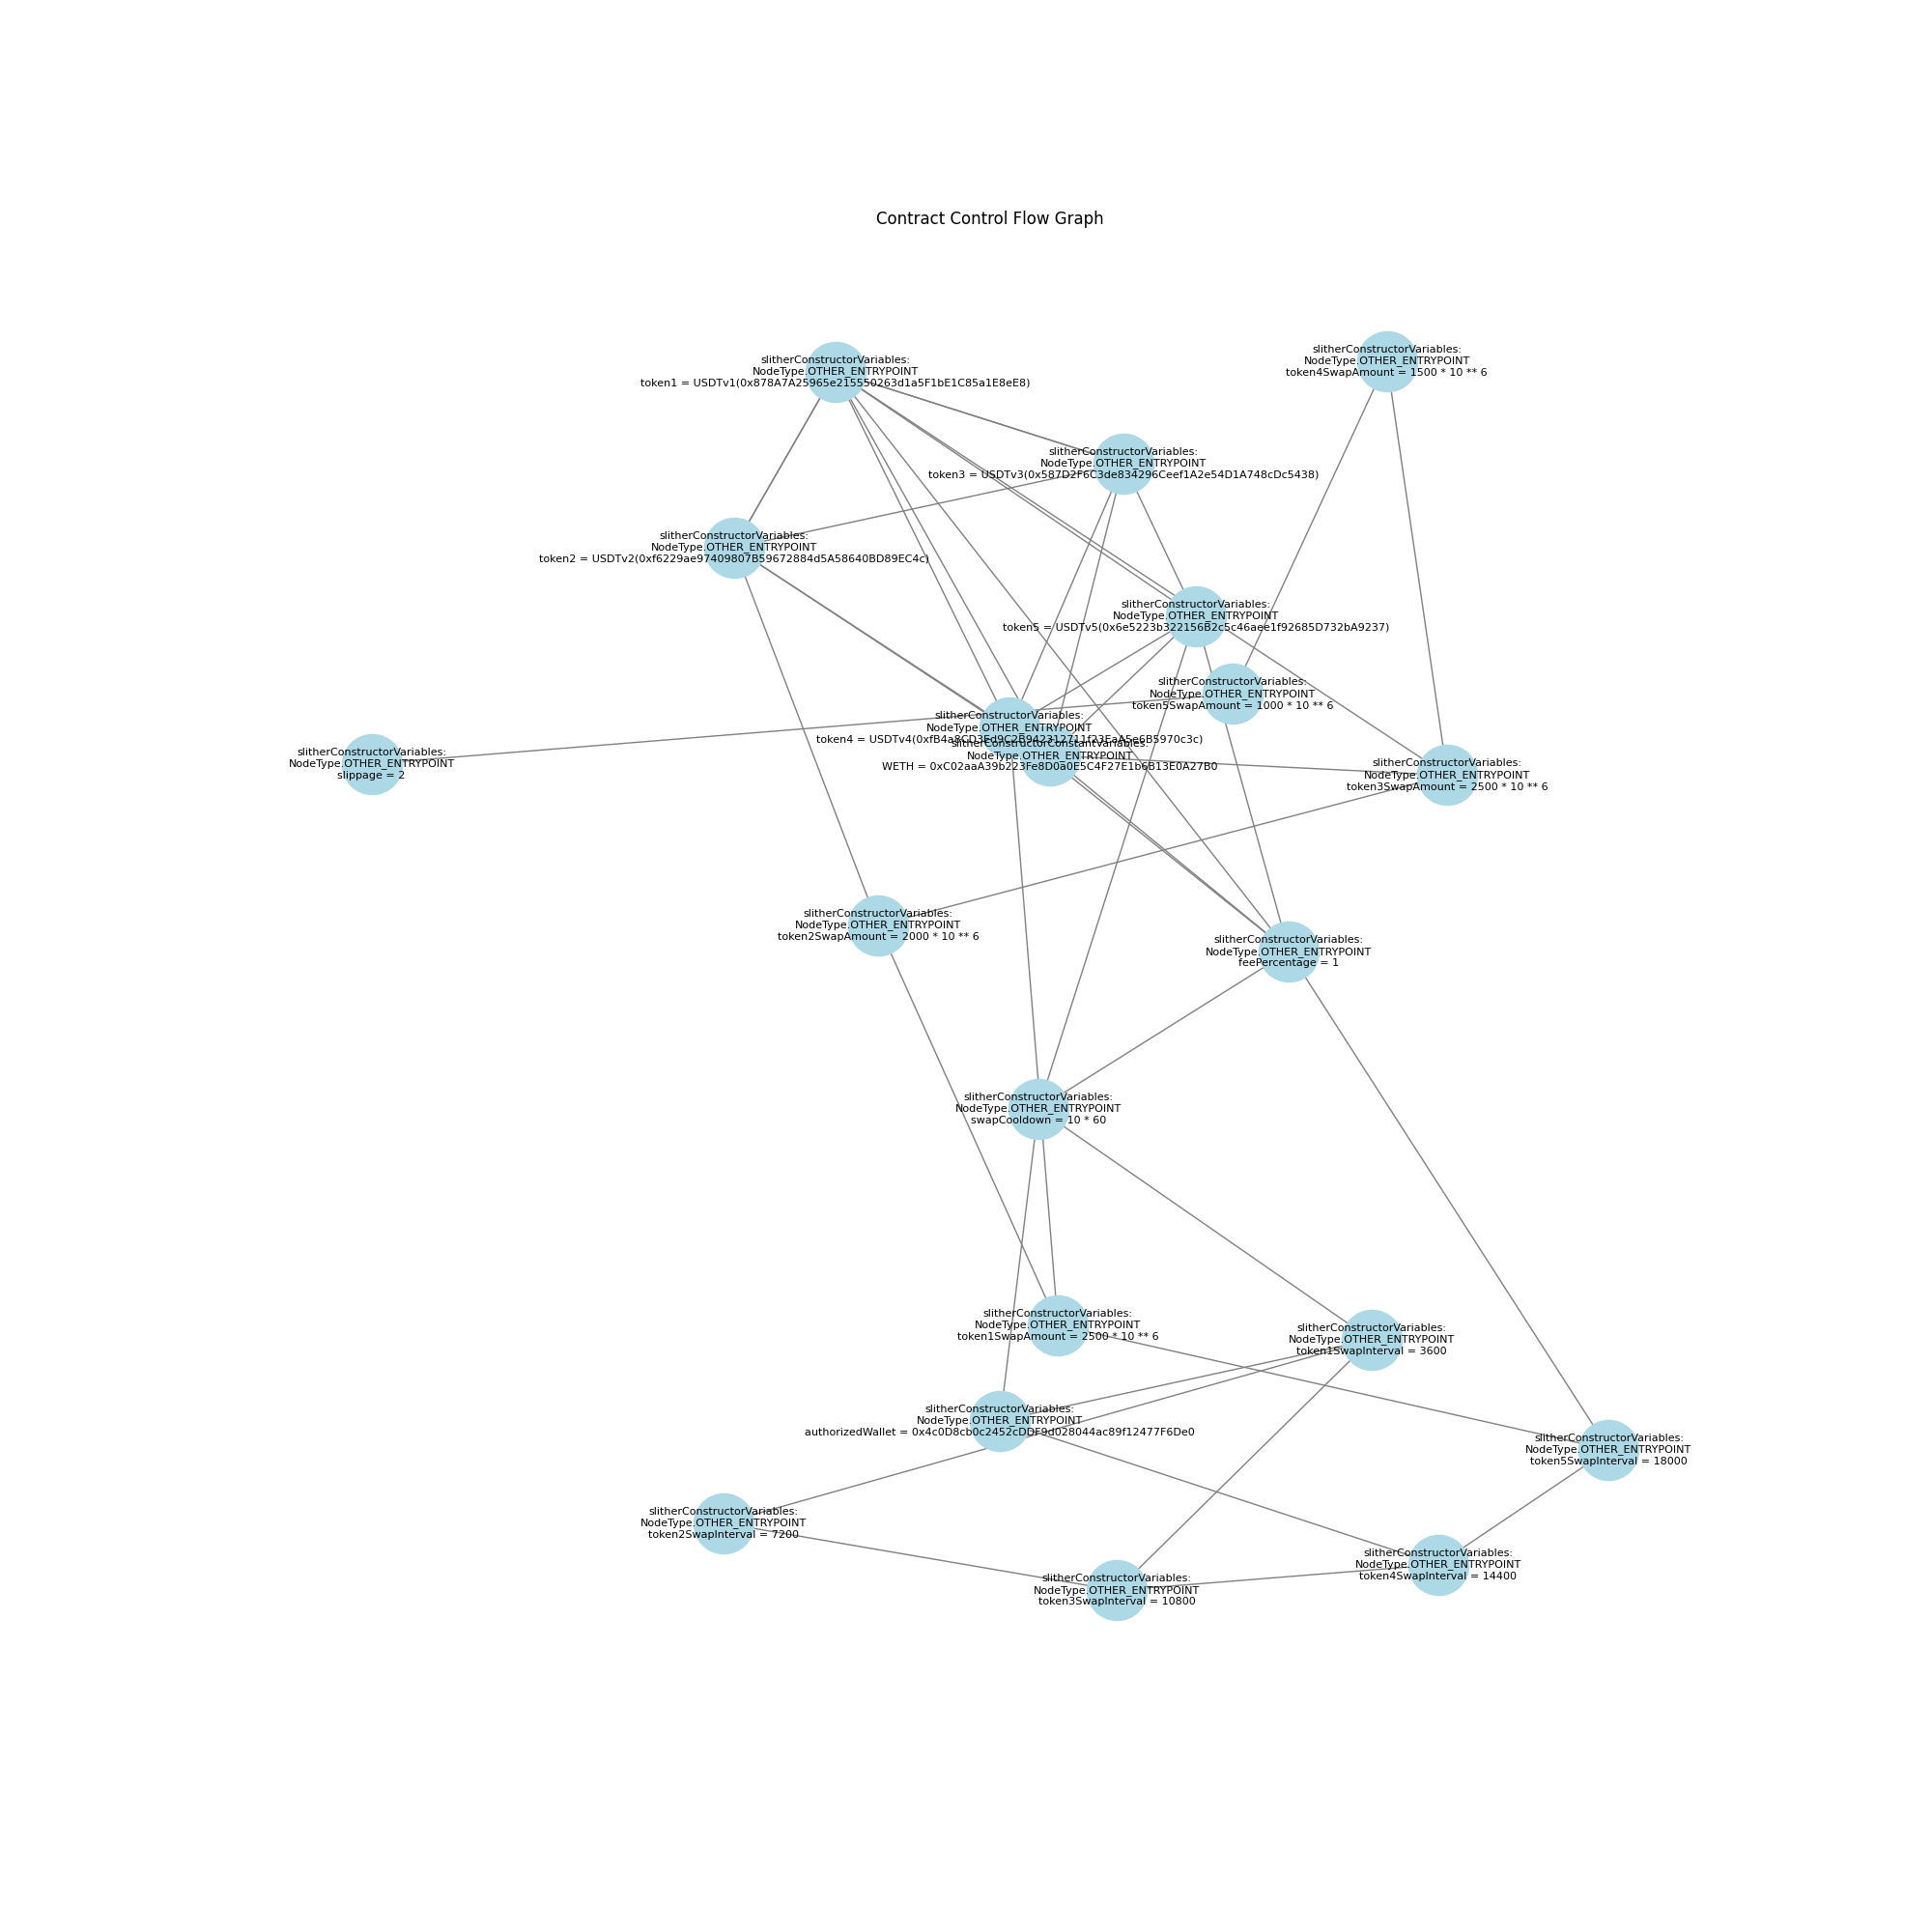 Contract Control Flow Graph
slitherConstructorVariables:
NodeType.OTHER_ENTRYPOINT
token1 = USDTv1(0x878A7A25965e215550263d1a5F1bE1C85a1E8eE8)
slitherConstructorVariables:
NodeType.OTHER_ENTRYPOINT
token4SwapAmount = 1500 * 10 ** 6
slitherConstructorVariables:
NodeType.OTHER_ENTRYPOINT
token3 = USDTv3(0x587D2F6C3de834296Ceef1A2e54D1A748cDc5438)
slitherConstructorVariables:
NodeType.OTHER_ENTRYPOINT
token2 = USDTv2(0xf6229ae97409807B59672884d5A58640BD89EC4c)
slitherConstructorVariables:
NodeType.OTHER_ENTRYPOINT
token5 = USDTv5(0x6e5223b322156B2c5c46aee1f92685D732bA9237)
slitherConstructorVariables:
NodeType.OTHER_ENTRYPOINT
token5SwapAmount = 1000 * 10 ** 6
slitherConstructorVariables:
NodeType.OTHER_ENTRYPOINT
token4 =
slitherConstructorConstantVariables:
NodeType.OTHER_ENTRYPOINT
WETH = 0xC02aaA39b223Fe8D0a0E5C4F27E1b6B13E0A27B0
slitherConstructorVariables:
NodeType.OTHER_ENTRYPOINT
slippage = 2
slitherConstructorVariables:
NodeType.OTHER_ENTRYPOINT
token3SwapAmount = 2500 * 10 ** 6
slitherConstructorVariables:
NodeType.OTHER_ENTRYPOINT
token2SwapAmount = 2000 * 10 ** 6
slitherConstructorVariables:
NodeType.OTHER_ENTRYPOINT
feePercentage = 1
slitherConstructorVariables:
NodeType.OTHER_ENTRYPOINT
swapCooldown = 10 * 60
slitherConstructorVariables:
NodeType.OTHER_ENTRYPOINT
token1SwapAmount = 2500 * 10 ** 6
slitherConstructorVariables:
NodeType.OTHER_ENTRYPOINT
token1SwapInterval = 3600
slitherConstructorVariables:
NodeType.OTHER_ENTRYPOINT
authorizedWallet = 0x4c0D8cb0c2452cDDF9d028044ac89f12477F6De0
slitherConstructorVariables:
NodeType.OTHER_ENTRYPOINT
token5SwapInterval = 18000
slitherConstructorVariables:
NodeType.OTHER_ENTRYPOINT
token2SwapInterval = 7200
slitherConstructorVariables:
NodeType.OTHER_ENTRYPOINT
token4SwapInterval = 14400
slitherConstructorVariables:
NodeType.OTHER_ENTRYPOINT
token3SwapInterval = 10800